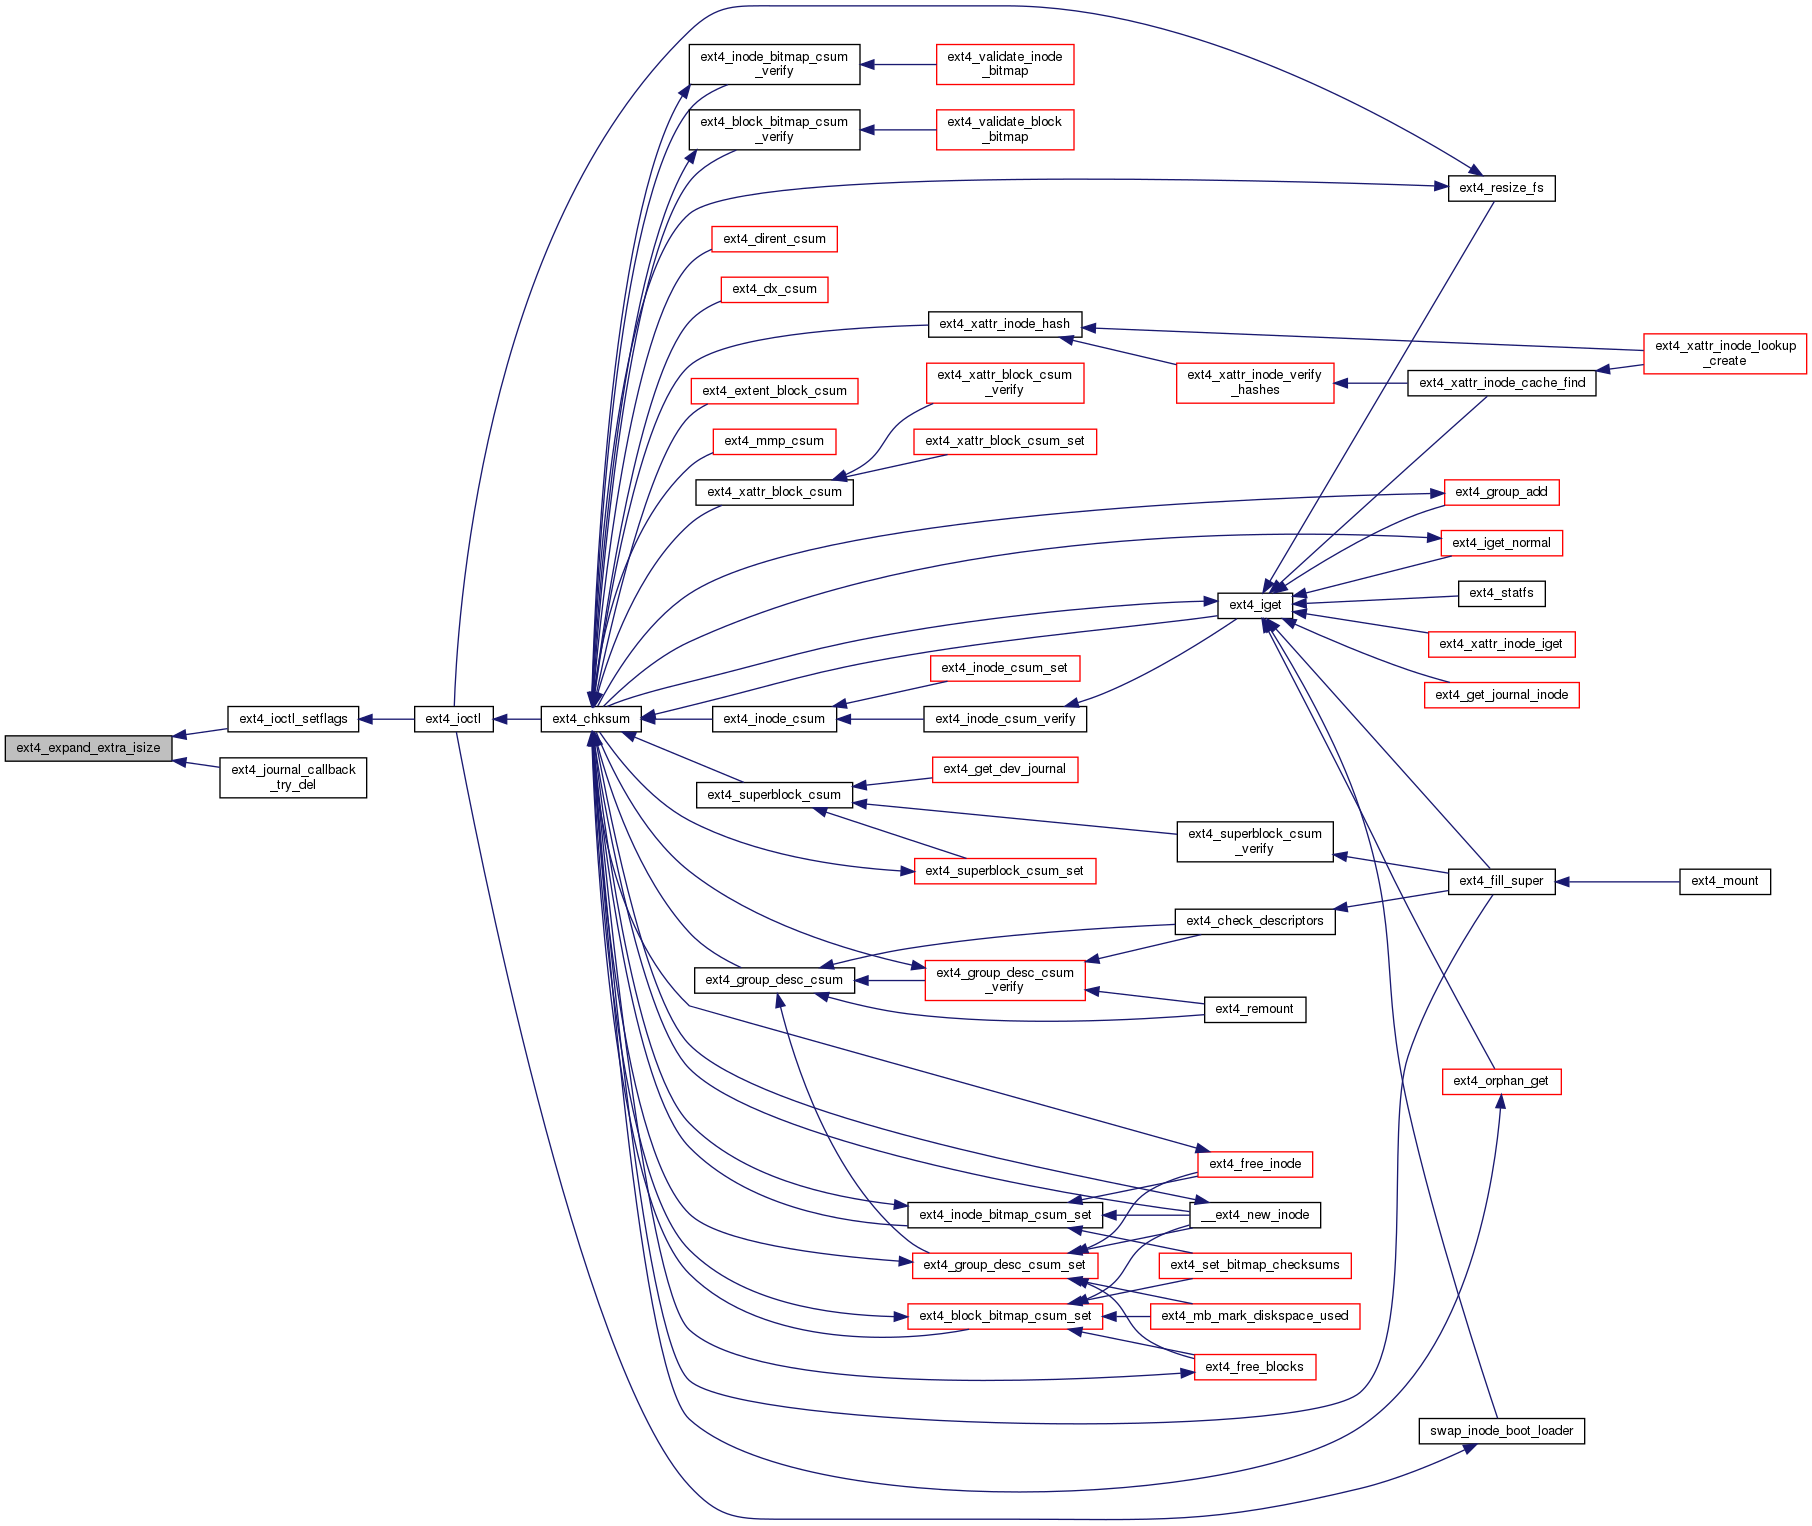 ext4_inode_bitmap_csum
_verify
ext4_validate_inode
_bitmap
ext4_block_bitmap_csum
_verify
ext4_validate_block
_bitmap
ext4_resize_fs
ext4_dirent_csum
ext4_dx_csum
ext4_xattr_inode_hash
ext4_xattr_inode_lookup
_create
ext4_xattr_inode_verify
_hashes
ext4_xattr_inode_cache_find
ext4_xattr_block_csum
_verify
ext4_extent_block_csum
ext4_mmp_csum
ext4_xattr_block_csum_set
ext4_xattr_block_csum
ext4_group_add
ext4_iget_normal
ext4_statfs
ext4_iget
ext4_xattr_inode_iget
ext4_inode_csum_set
ext4_get_journal_inode
ext4_ioctl_setflags
ext4_ioctl
ext4_chksum
ext4_inode_csum
ext4_inode_csum_verify
ext4_expand_extra_isize
ext4_journal_callback
_try_del
ext4_get_dev_journal
ext4_superblock_csum
ext4_superblock_csum
_verify
ext4_superblock_csum_set
ext4_fill_super
ext4_mount
ext4_check_descriptors
ext4_group_desc_csum
ext4_group_desc_csum
_verify
ext4_remount
ext4_orphan_get
ext4_free_inode
ext4_inode_bitmap_csum_set
__ext4_new_inode
ext4_group_desc_csum_set
ext4_set_bitmap_checksums
ext4_block_bitmap_csum_set
ext4_mb_mark_diskspace_used
ext4_free_blocks
swap_inode_boot_loader